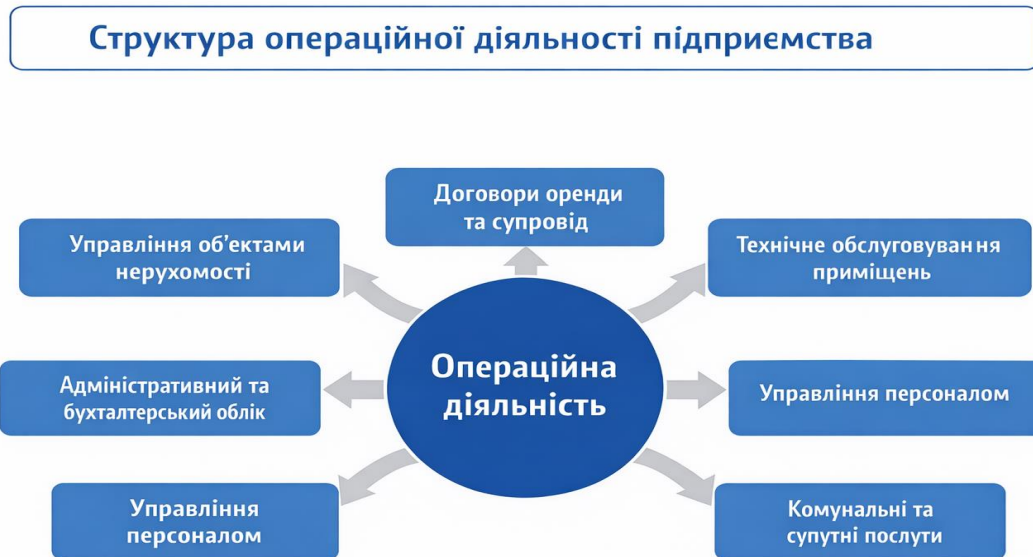 Структура операційної діяльності підприємства
Договори оренди
та супровід
Управління об’єктами
нерухомості
Технічне обслуговування
приміщень
Операційна
діяльність
Адміністративний та
бухгалтерський облік
Управління персоналом
Управління
персоналом
Комунальні та
супутні послути